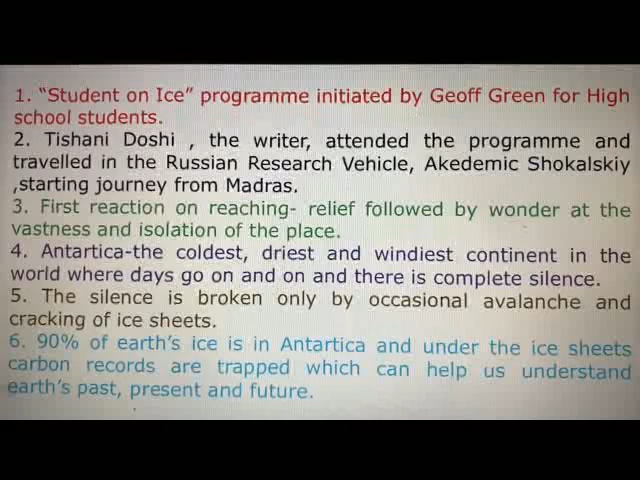 1. “Student on Ice” programme initiated by Geoff Green for High
school students.
2. Tishani Doshi , the writer, attended the programme and
travelled in the Russian Research Vehicle, Akedemic Shokalskiy
,starting journey from Madras.
3. First reaction on reaching- relief followed by wonder at the
vastness and isolation of the place.
4. Antartica-the coldest, driest and windiest continent in the
world where days go on and on and there is complete silence.
5. The silence is broken only by occasional avalanche and
cracking of ice sheets.
6. 90% of earth’s ice is in Antartica and under the ice sheets
carbon records are trapped which can help us understand
earth’s past, present and future.